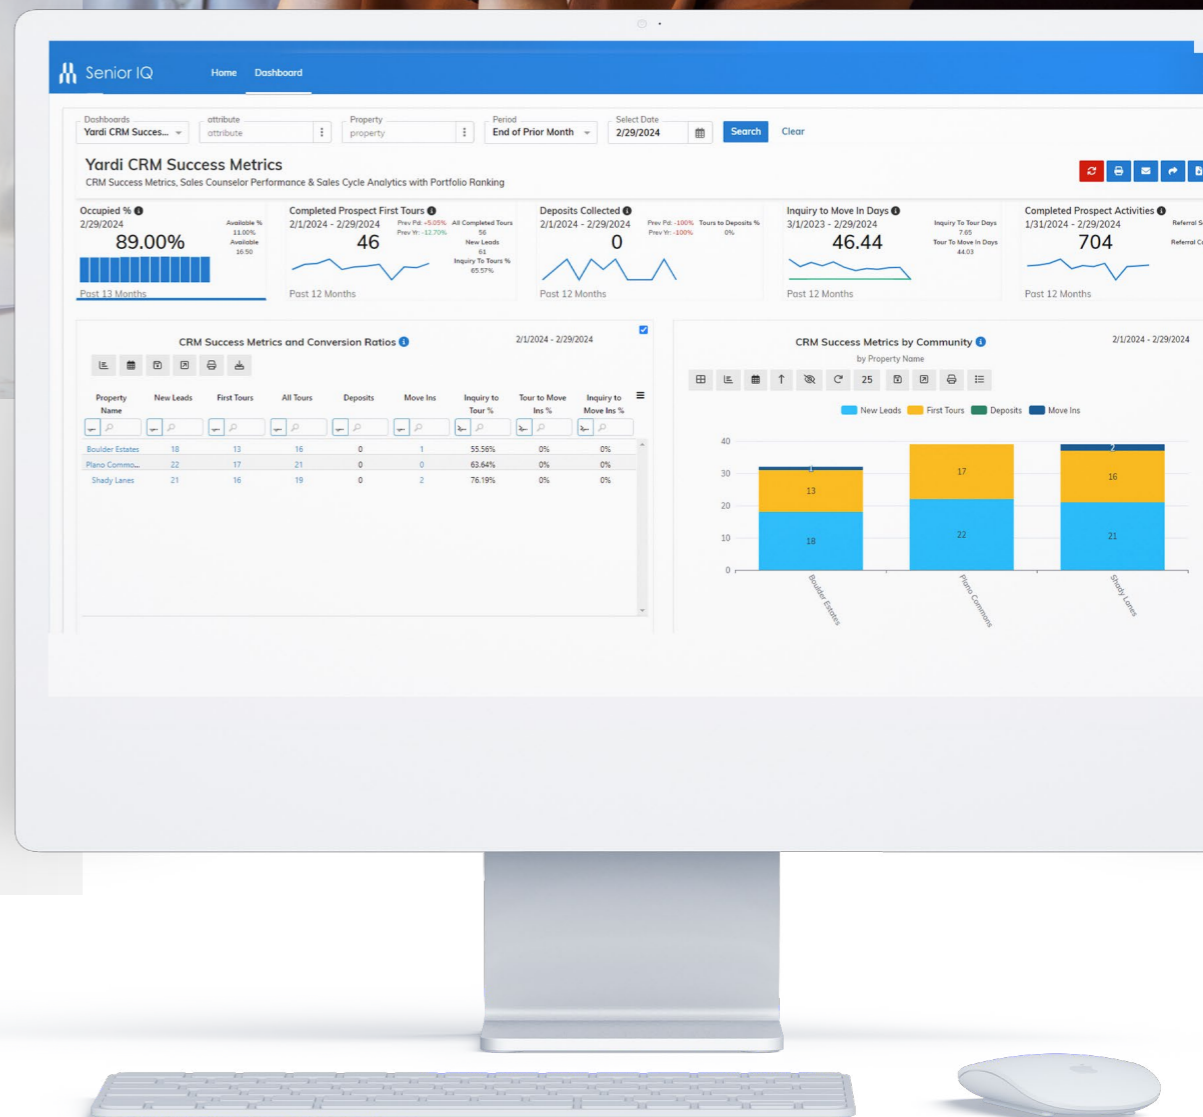 Senior IQ
Home Dashboard
Dashboards attribute Property Period Select Date
Yardi CRM Succes... attribute property End of Prior Month 2/29/2024 Search Clear
Yardi CRM Success Metrics
CRM Success Metrics, Sales Counselor Performance & Sales Cycle Analytics with Portfolio Ranking
Occupied %
2/29/2024
89.00%
Available %
11.00%
Available
16.50
Past 13 Months
Completed Prospect First Tours
2/1/2024 - 2/29/2024
46
Prev Pd: -5.05%
Prev Yr: -12.70%
All Completed Tours
56
New Leads
61
Inquiry To Tours %
65.57%
Past 12 Months
Deposits Collected
2/1/2024 - 2/29/2024
0
Prev Pd: -100%
Prev Yr: -100%
Tours to Deposits %
0%
Past 12 Months
Inquiry to Move In Days
3/1/2023 - 2/29/2024
46.44
Inquiry To Tour Days
7.65
Tour To Move In Days
44.03
Past 12 Months
Completed Prospect Activities
1/31/2024 - 2/29/2024
704
Referral
Referral
Past 12 Months
CRM Success Metrics and Conversion Ratios
2/1/2024 - 2/29/2024
Property Name New Leads First Tours All Tours Deposits Move Ins Inquiry to Tour % Tour to Move Ins % Inquiry to Move Ins %
Boulder Estates 18 13 16 0 1 55.56% 0% 0%
Plano Commo... 22 17 21 0 0 63.64% 0% 0%
Shady Lanes 21 16 19 0 2 76.19% 0% 0%
CRM Success Metrics by Community
2/1/2024 - 2/29/2024
by Property Name
25
New Leads First Tours Deposits Move Ins
40
30
20
10
0
1
13
18
17
22
2
16
21
Boulder Estates
Plano Commons
Shady Lanes